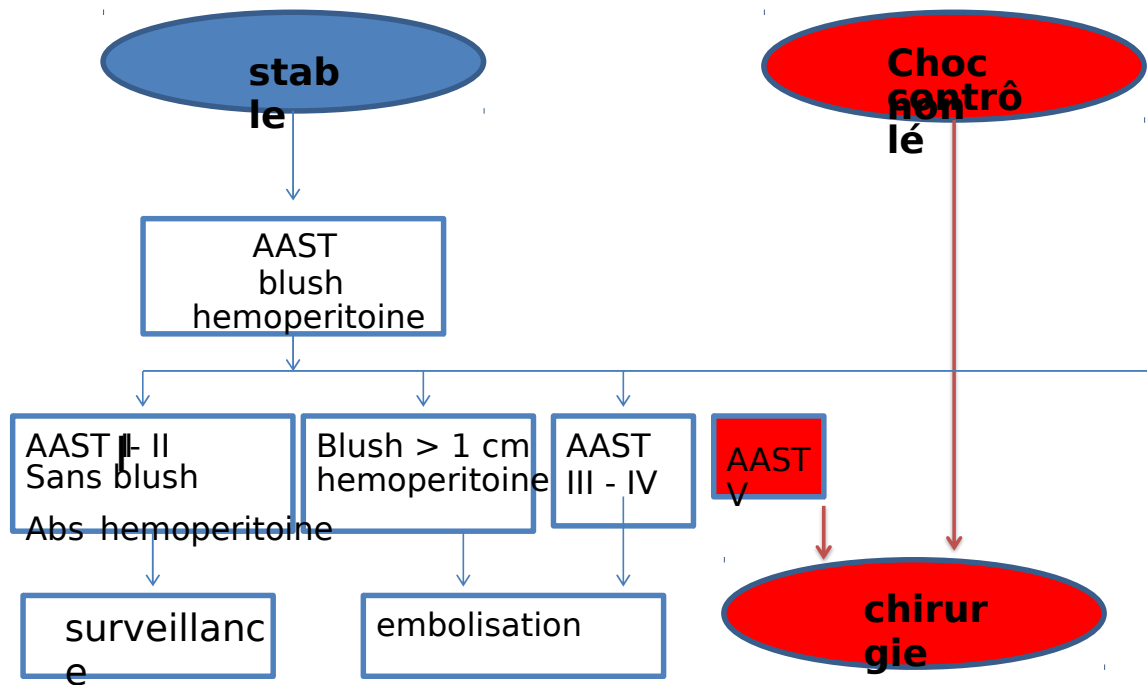 stab
le
Choc
non
contrô
lé
AAST
blush
hemoperitoine
AAST I- II
Sans blush
Abs hemoperitoine
Blush > 1 cm
hemoperitoine
AAST
III - IV
AAST
V
surveillanc
e
embolisation
chirur
gie